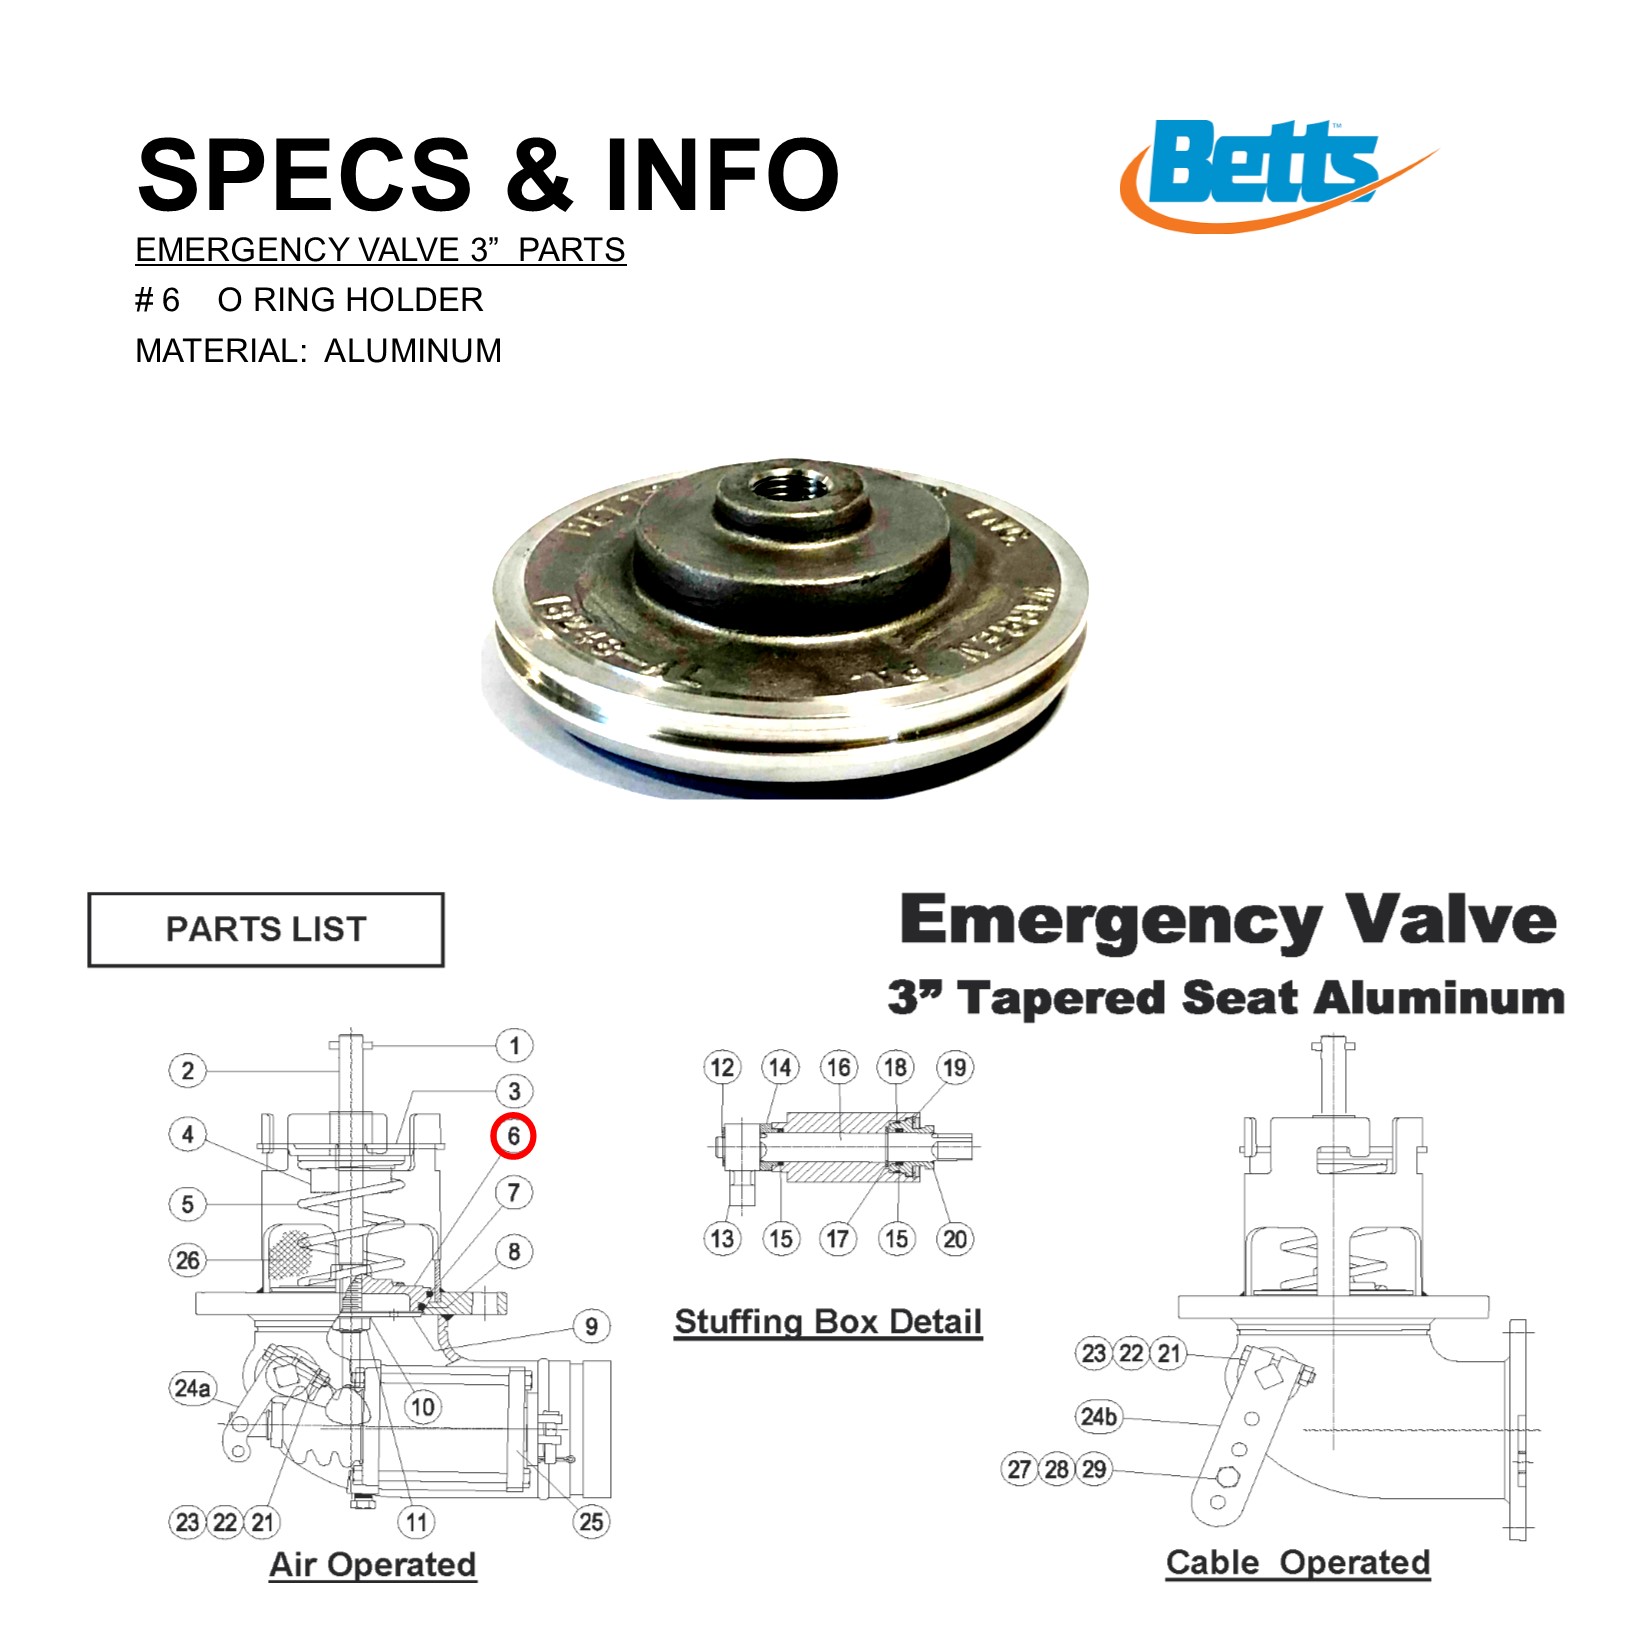 SPECS & INFO
Betts™
EMERGENCY VALVE 3” PARTS
# 6 O RING HOLDER
MATERIAL: ALUMINUM
WARREN PA.
PARTS LIST
Emergency Valve
3” Tapered Seat Aluminum
1
2
3
4
6
5
7
26
8
9
24a
10
23 22 21
11
25
Air Operated
12 14 16 18 19
13 15 17 15 20
Stuffing Box Detail
23 22 21
24b
27 28 29
Cable Operated